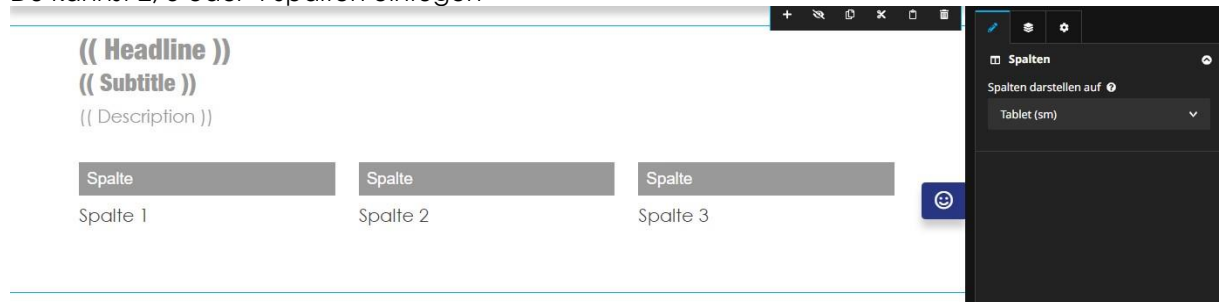 Du kannst 2, 3 oder 4 Spalten einfügen
(( Headline ))
(( Subtitle ))
(( Description ))
Spalte
Spalte
Spalte
Spalte 1
Spalte 2
Spalte 3
Spalten
Spalten darstellen auf
Tablet (sm)